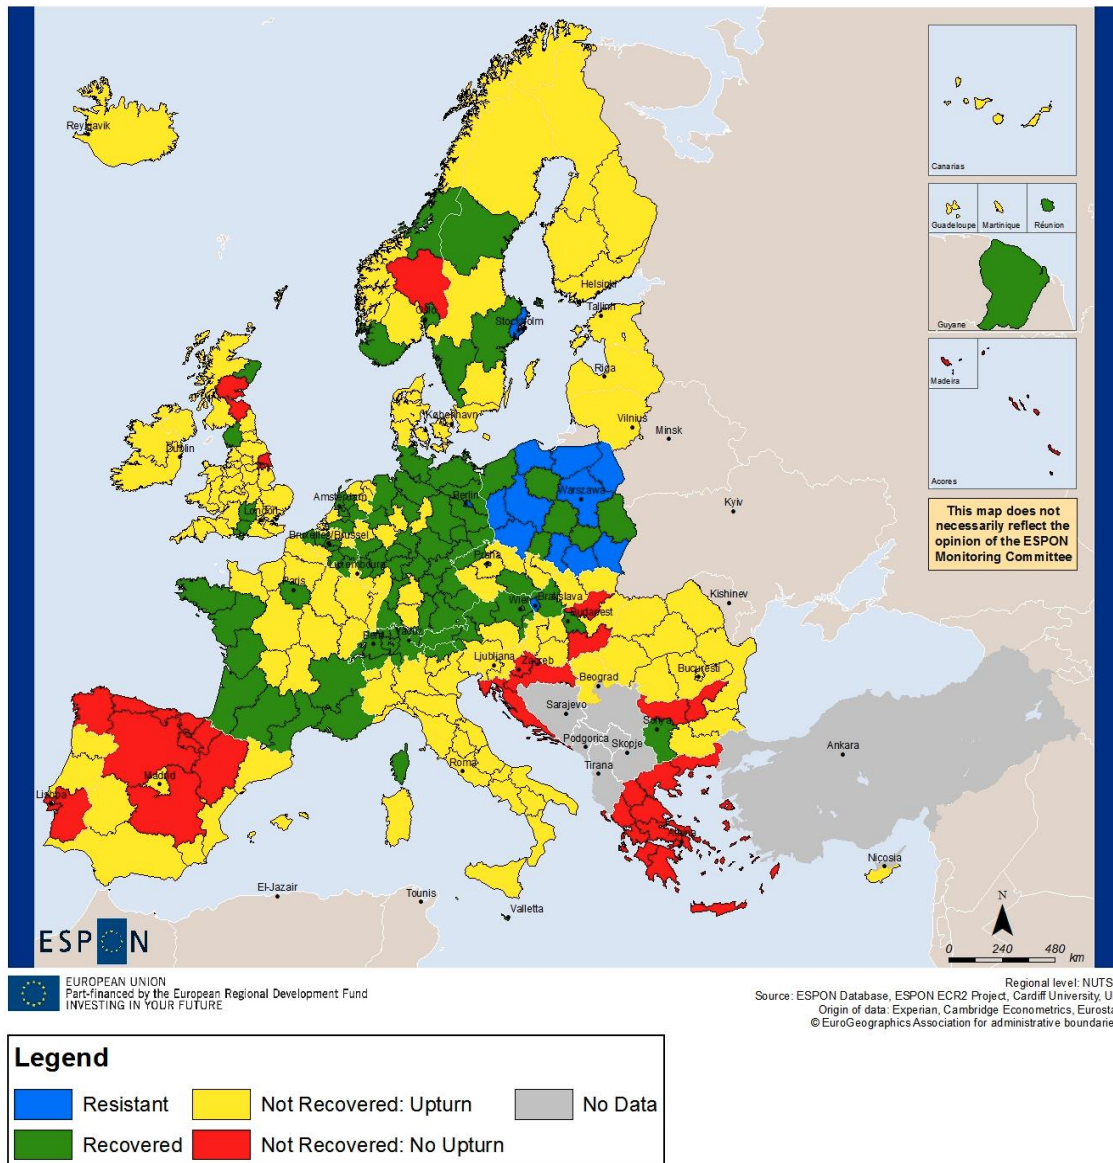 Reykjavik
Canarias
Guadeloupe
Martinique
Réunion
Guyane
Madeira
Acores
Helsinki
Tallinn
Oslo
Stockholm
Riga
København
Vilnius
Minsk
Dublin
Amsterdam
Berlin
Warszawa
London
Bruxelles/Brussel
Kyiv
Luxembourg
Praha
Paris
Kishinev
Wien
Bratislava
Budapest
Bern
Vaduz
Ljubljana
Zagreb
Bucuresti
Beograd
Sarajevo
Sofiya
Podgorica
Skopje
Ankara
Madrid
Roma
Tirana
Lisboa
Nicosia
El-Jazair
Tounis
Valletta
This map does not
necessarily reflect the
opinion of the ESPON
Monitoring Committee
N
0 240 480
km
ESPON
EUROPEAN UNION
Part-financed by the European Regional Development Fund
INVESTING IN YOUR FUTURE
Regional level: NUTS
Source: ESPON Database, ESPON ECR2 Project, Cardiff University, U
Origin of data: Experian, Cambridge Econometrics, Eurosta
© EuroGeographics Association for administrative boundarie
Legend
Resistant
Not Recovered: Upturn
No Data
Recovered
Not Recovered: No Upturn